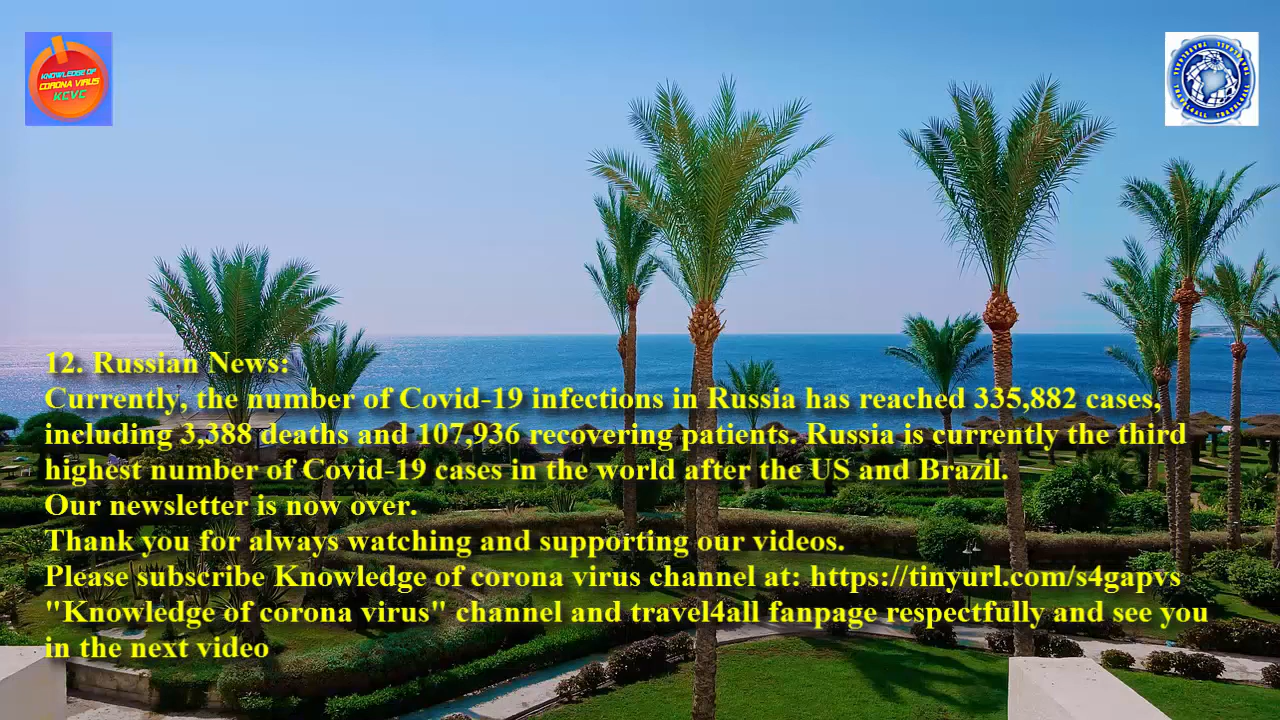 KNOWLEDGE OF
CORONA VIRUS
KCVC
TRAVEL4ALL
12. Russian News:
Currently, the number of Covid-19 infections in Russia has reached 335,882 cases,
including 3,388 deaths and 107,936 recovering patients. Russia is currently the third
highest number of Covid-19 cases in the world after the US and Brazil.
Our newsletter is now over.
Thank you for always watching and supporting our videos.
Please subscribe Knowledge of corona virus channel at: https://tinyurl.com/s4gapvs
"Knowledge of corona virus" channel and travel4all fanpage respectfully and see you
in the next video